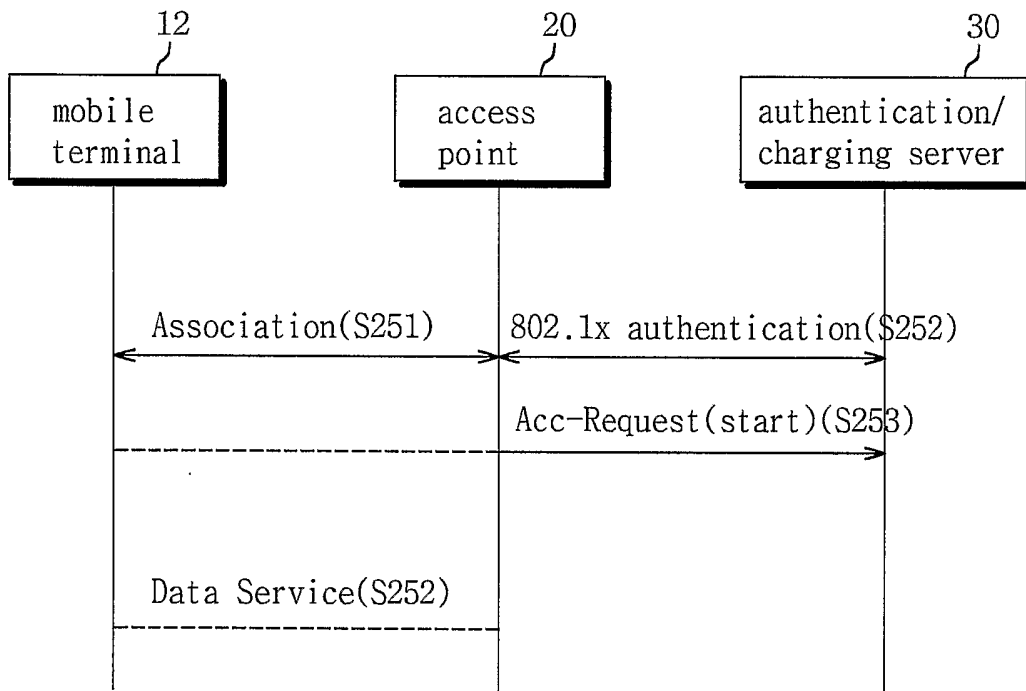 12
20
30
mobile
terminal
access
point
authentication/
charging server
Association(S251)
802.1x authentication(S252)
Acc-Request(start)(S253)
Data Service(S252)